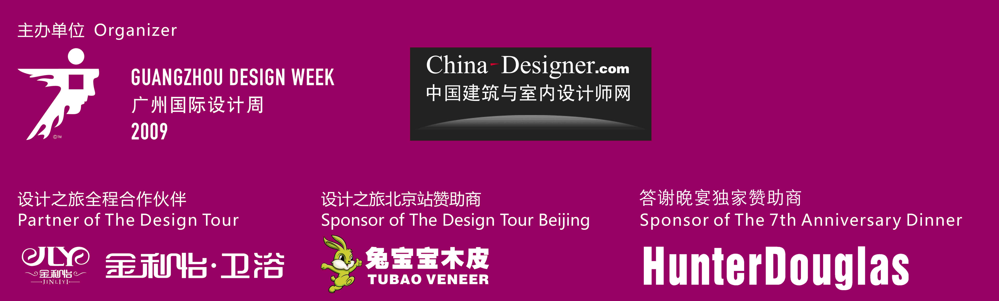 主办单位 Organizer
GUANGZHOU DESIGN WEEK
广州国际设计周
2009
©TM
China-Designer.com
中国建筑与室内设计师网
设计之旅全程合作伙伴
Partner of The Design Tour
JLY
金利怡
JINLIYI
金利怡·卫浴
设计之旅北京站赞助商
Sponsor of The Design Tour Beijing
兔宝宝木皮
TUBAO VENEER
答谢晚宴独家赞助商
Sponsor of The 7th Anniversary Dinner
HunterDouglas